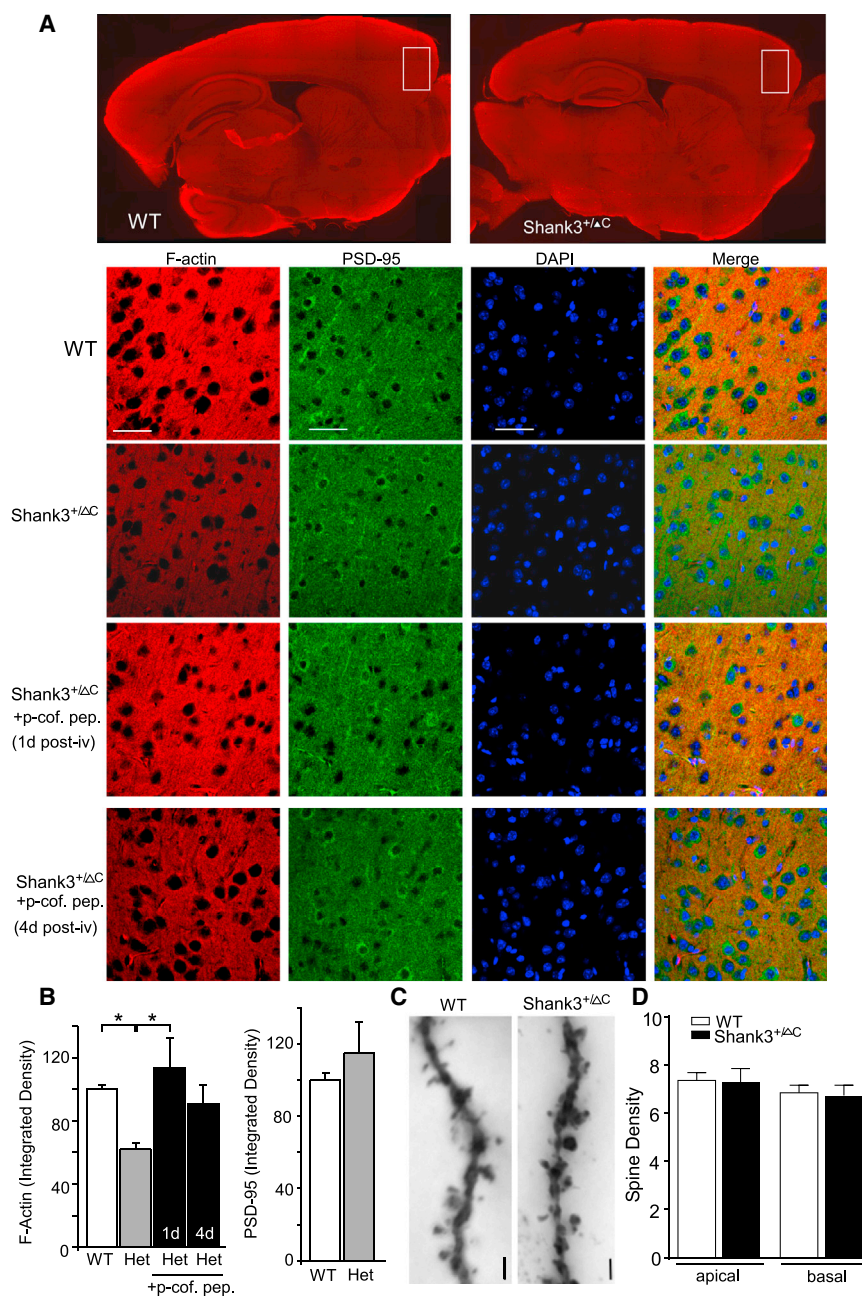 A
WT
Shank3+/▲C
F-actin PSD-95 DAPI Merge
WT
Shank3+/ΔC
Shank3+/ΔC
+p-cof. pep.
(1d post-iv)
Shank3+/ΔC
+p-cof. pep.
(4d post-iv)
B
F-Actin (Integrated Density)
120
80
40
0
* *
1d 4d
WT Het Het Het
+p-cof. pep.
PSD-95 (Integrated Density)
120
80
40
0
WT Het
C
WT Shank3+/ΔC
D
WT
Shank3+/ΔC
Spine Density
10
8
6
4
2
0
apical basal